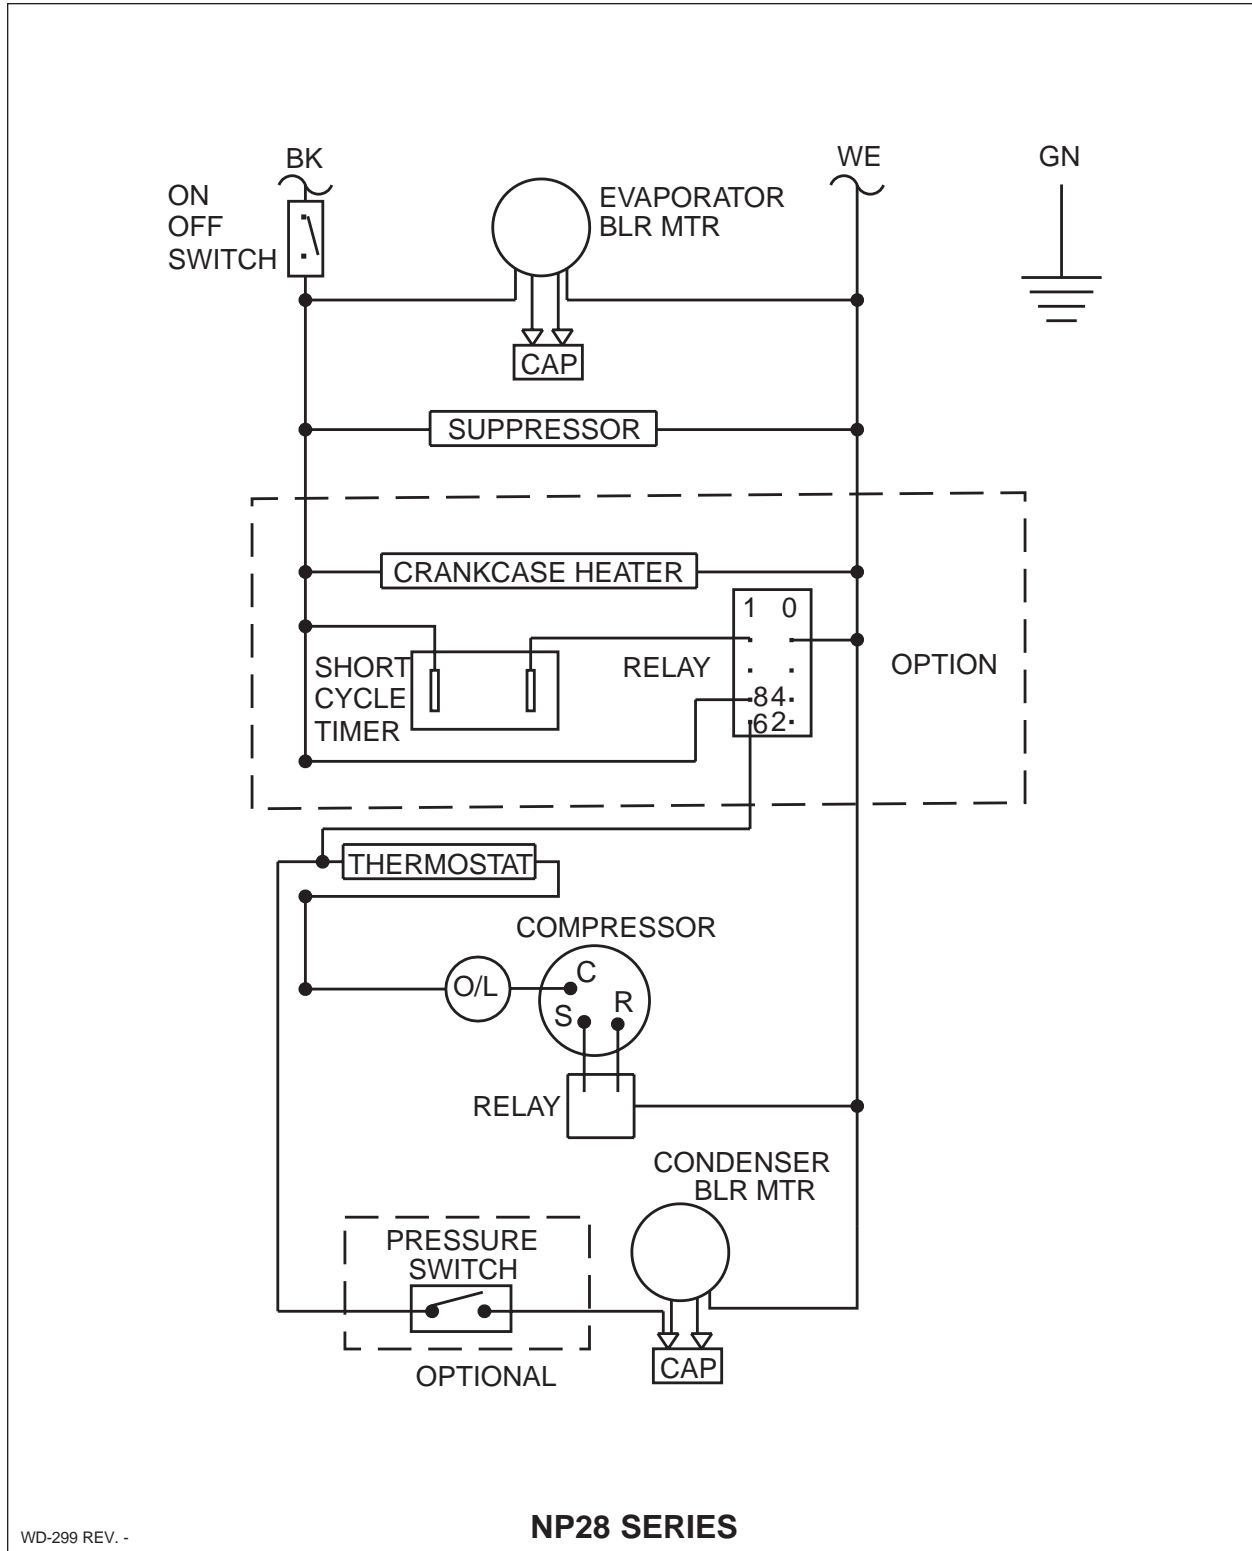 BK
WE
GN
ON
OFF
SWITCH
EVAPORATOR
BLR MTR
CAP
SUPPRESSOR
CRANKCASE HEATER
1 0
SHORT
CYCLE
TIMER
RELAY
84
62
OPTION
THERMOSTAT
COMPRESSOR
O/L
C
S
R
RELAY
CONDENSER
BLR MTR
PRESSURE
SWITCH
CAP
OPTIONAL
NP28 SERIES
WD-299 REV. -